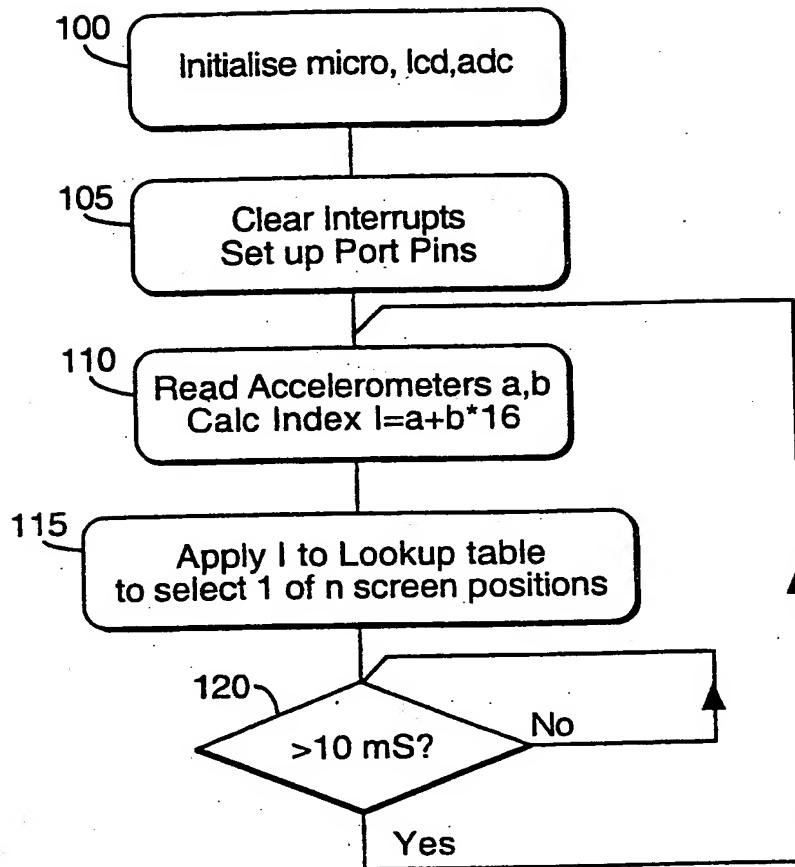 100
Initialise micro, lcd,adc
105
Clear Interrupts
Set up Port Pins
110
Read Accelerometers a,b
Calc Index I=a+b*16
115
Apply I to Lookup table
to select 1 of n screen positions
120
>10 mS?
No
Yes